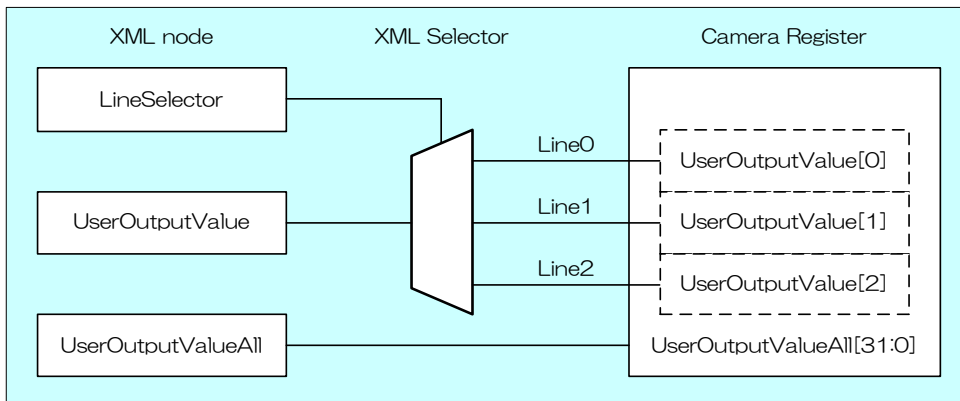 XML node
XML Selector
Camera Register
LineSelector
Line0
UserOutputValue[0]
UserOutputValue
Line1
UserOutputValue[1]
Line2
UserOutputValue[2]
UserOutputValueAll
UserOutputValueAll[31:0]